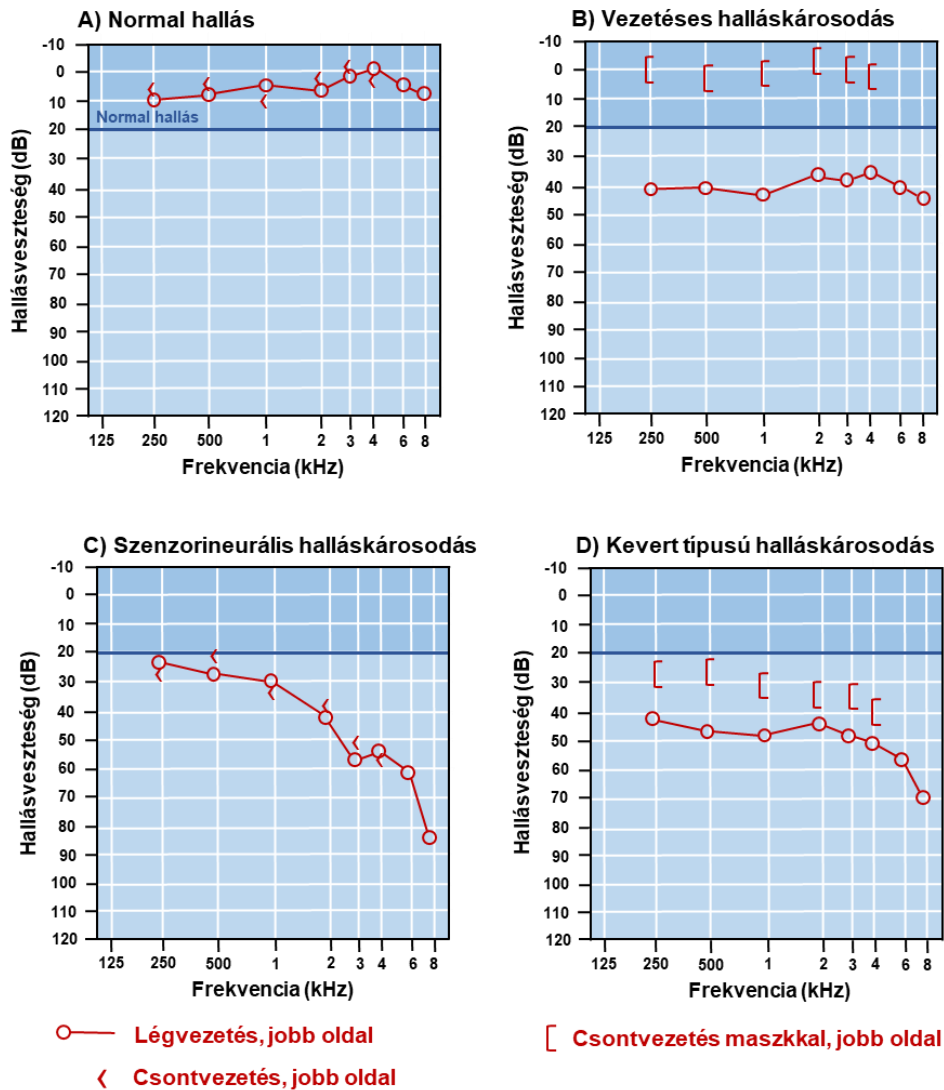 A) Normal hallás
Hallásveszteség (dB)
-10
0
10
20
30
40
50
60
70
80
90
100
110
120
Normal hallás
125 250 500 1 2 3 4 6 8
Frekvencia (kHz)
B) Vezetéses halláskárosodás
Hallásveszteség (dB)
-10
0
10
20
30
40
50
60
70
80
90
100
110
120
125 250 500 1 2 3 4 6 8
Frekvencia (kHz)
C) Szenzorineurális halláskárosodás
Hallásveszteség (dB)
-10
0
10
20
30
40
50
60
70
80
90
100
110
120
125 250 500 1 2 3 4 6 8
Frekvencia (kHz)
D) Kevert típusú halláskárosodás
Hallásveszteség (dB)
-10
0
10
20
30
40
50
60
70
80
90
100
110
120
125 250 500 1 2 3 4 6 8
Frekvencia (kHz)
Légvezetés, jobb oldal
Csontvezetés, jobb oldal
Csontvezetés maszkkal, jobb oldal